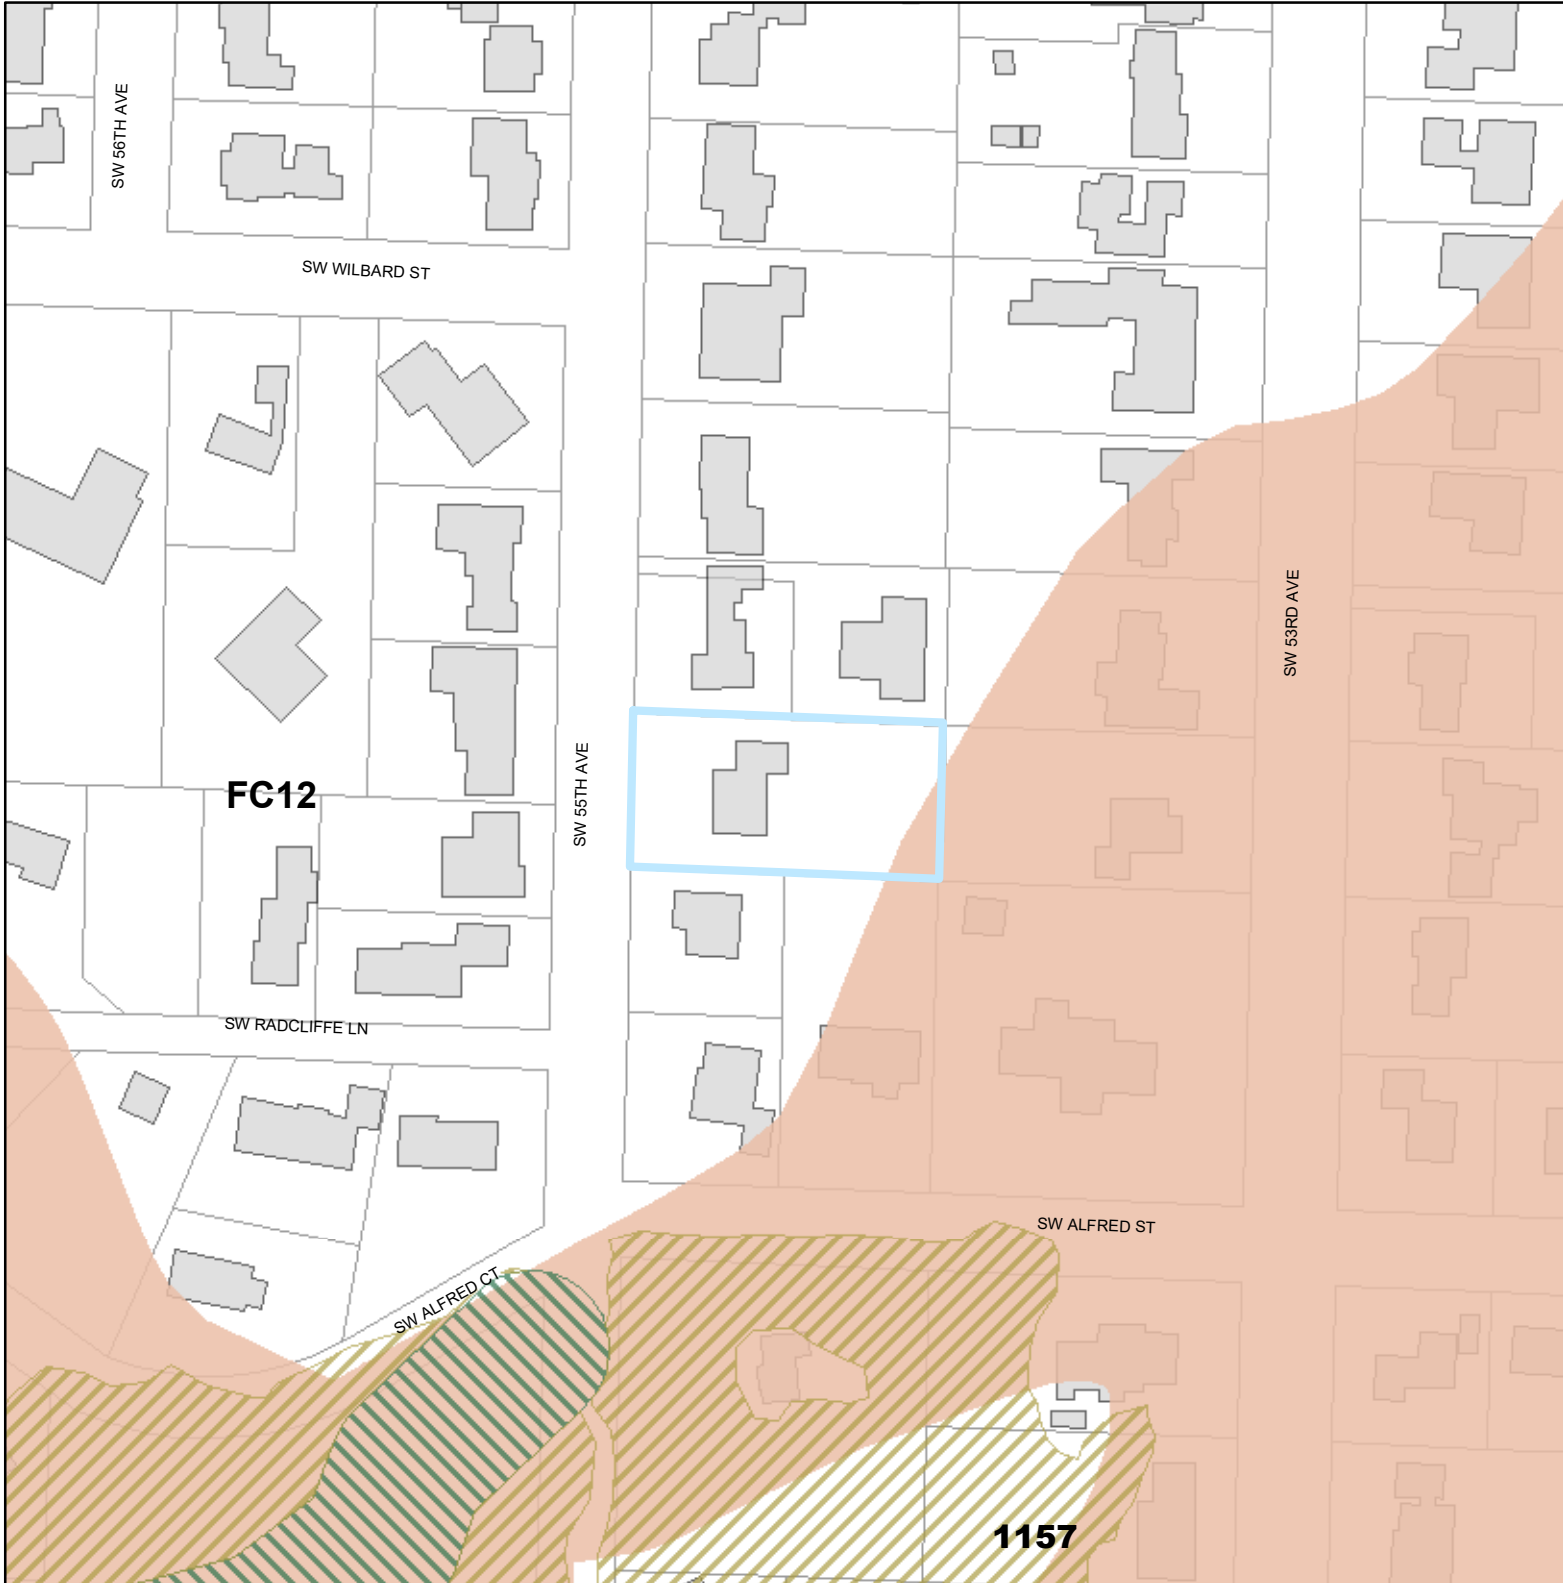 SW 56TH AVE
SW WILBARD ST
SW 53RD AVE
SW 55TH AVE
FC12
SW RADCLIFFE LN
SW ALFRED ST
SW ALFRED CT
1157